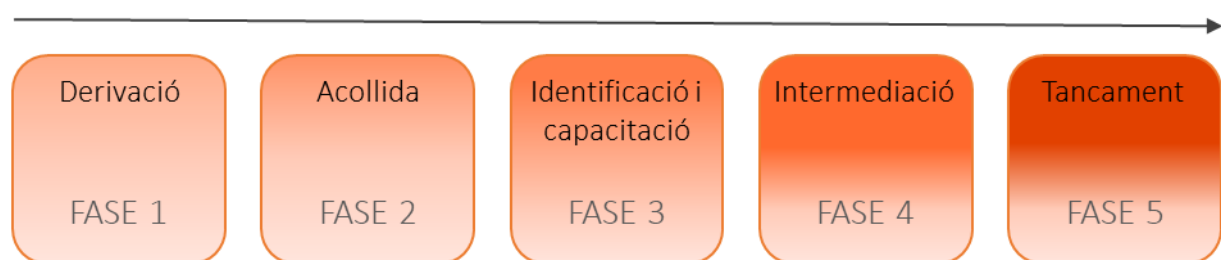 Derivació
FASE 1
Acollida
FASE 2
Identificació i
capacitació
FASE 3
Intermediació
FASE 4
Tancament
FASE 5